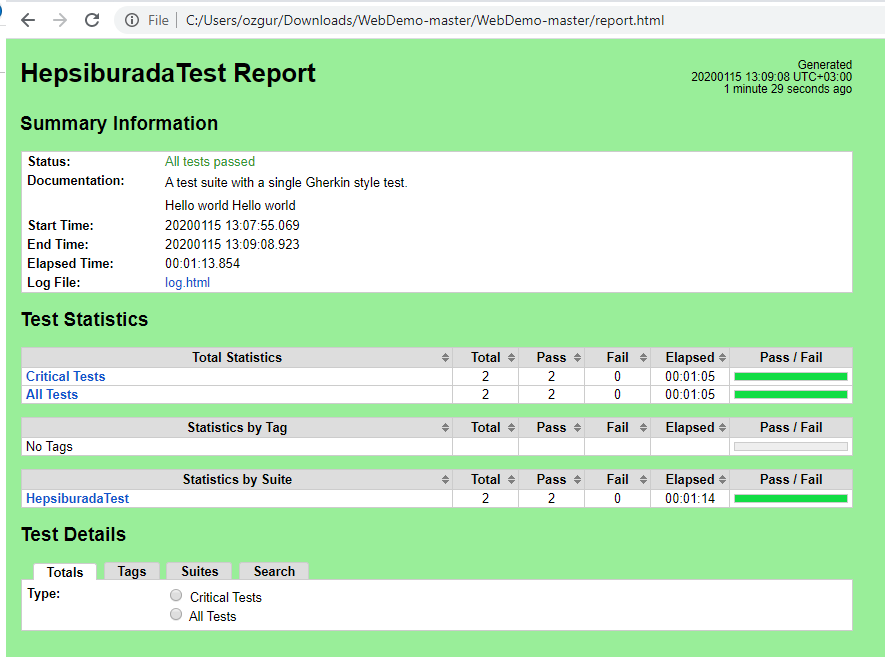 File | C:/Users/ozgur/Downloads/WebDemo-master/WebDemo-master/report.html
HepsiburadaTest Report
Generated
20200115 13:09:08 UTC+03:00
1 minute 29 seconds ago
Summary Information
Status: All tests passed
Documentation: A test suite with a single Gherkin style test.
Hello world Hello world
Start Time: 20200115 13:07:55.069
End Time: 20200115 13:09:08.923
Elapsed Time: 00:01:13.854
Log File: log.html
Test Statistics
Total Statistics Total Pass Fail Elapsed Pass / Fail
Critical Tests 2 2 0 00:01:05
All Tests 2 2 0 00:01:05
Statistics by Tag Total Pass Fail Elapsed Pass / Fail
No Tags
Statistics by Suite Total Pass Fail Elapsed Pass / Fail
HepsiburadaTest 2 2 0 00:01:14
Test Details
Totals Tags Suites Search
Type: Critical Tests
All Tests